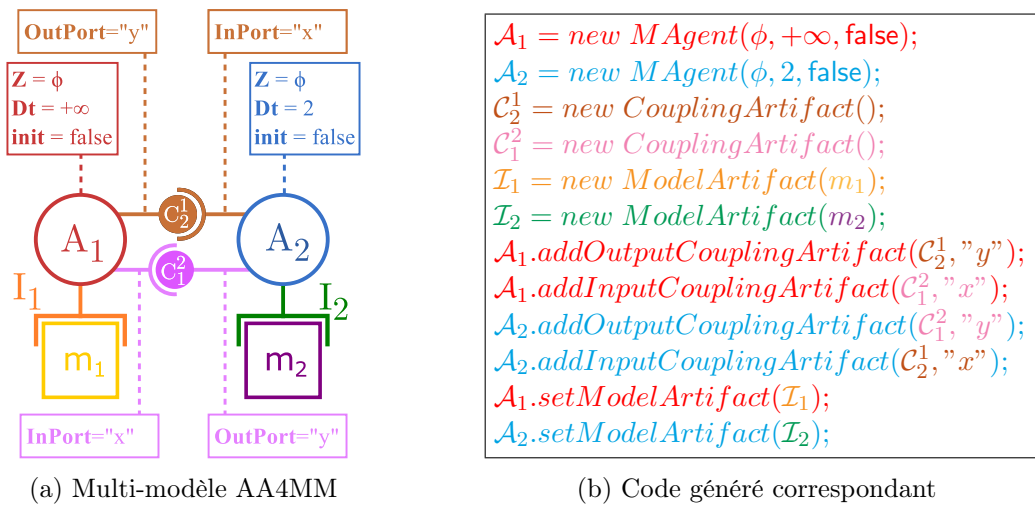 OutPort="y"
InPort="x"
Z = ϕ
Dt = +∞
init = false
Z = ϕ
Dt = 2
init = false
A₁
C₂¹
A₂
C₁²
I₁
I₂
m₁
m₂
InPort="x"
OutPort="y"
(a) Multi-modèle AA4MM
𝒜₁ = new MAgent(ϕ, +∞, false);
𝒜₂ = new MAgent(ϕ, 2, false);
𝒞₂¹ = new CouplingArtifact();
𝒞₁² = new CouplingArtifact();
ℐ₁ = new ModelArtifact(m₁);
ℐ₂ = new ModelArtifact(m₂);
𝒜₁.addOutputCouplingArtifact(𝒞₂¹, "y");
𝒜₁.addInputCouplingArtifact(𝒞₁², "x");
𝒜₂.addOutputCouplingArtifact(𝒞₁², "y");
𝒜₂.addInputCouplingArtifact(𝒞₂¹, "x");
𝒜₁.setModelArtifact(ℐ₁);
𝒜₂.setModelArtifact(ℐ₂);
(b) Code généré correspondant